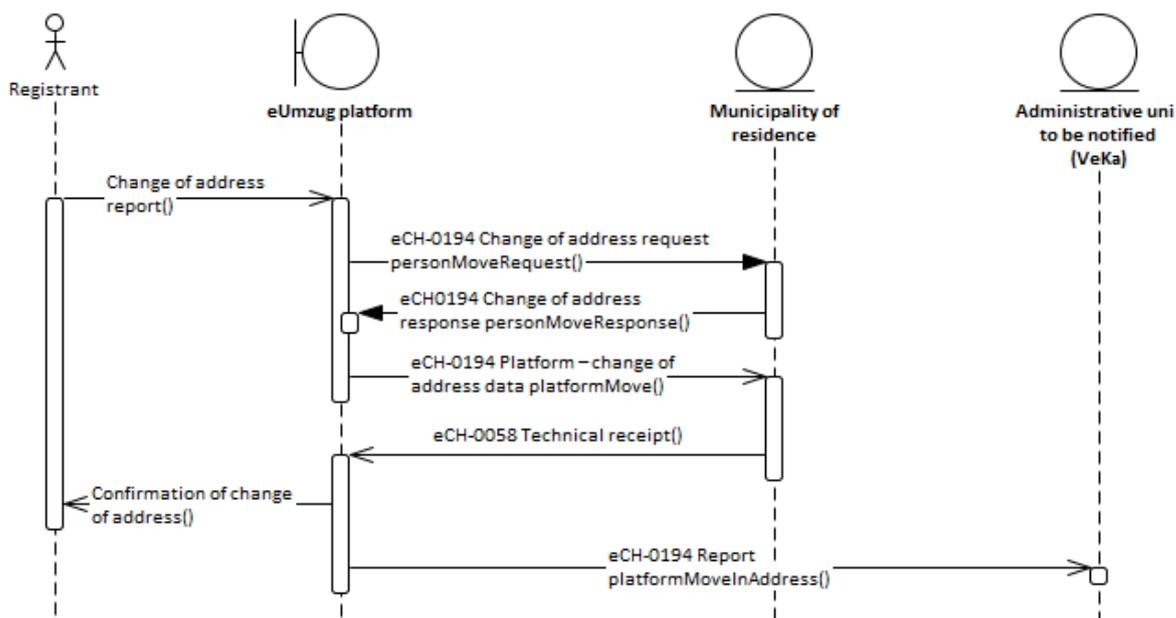 Registrant
eUmzug platform
Municipality of
residence
Administrative uni
to be notified
(VeKa)
Change of address
report()
eCH-0194 Change of address request
personMoveRequest()
eCH0194 Change of address
response personMoveResponse()
eCH-0194 Platform – change of
address data platformMove()
eCH-0058 Technical receipt()
Confirmation of change
of address()
eCH-0194 Report
platformMoveInAddress()